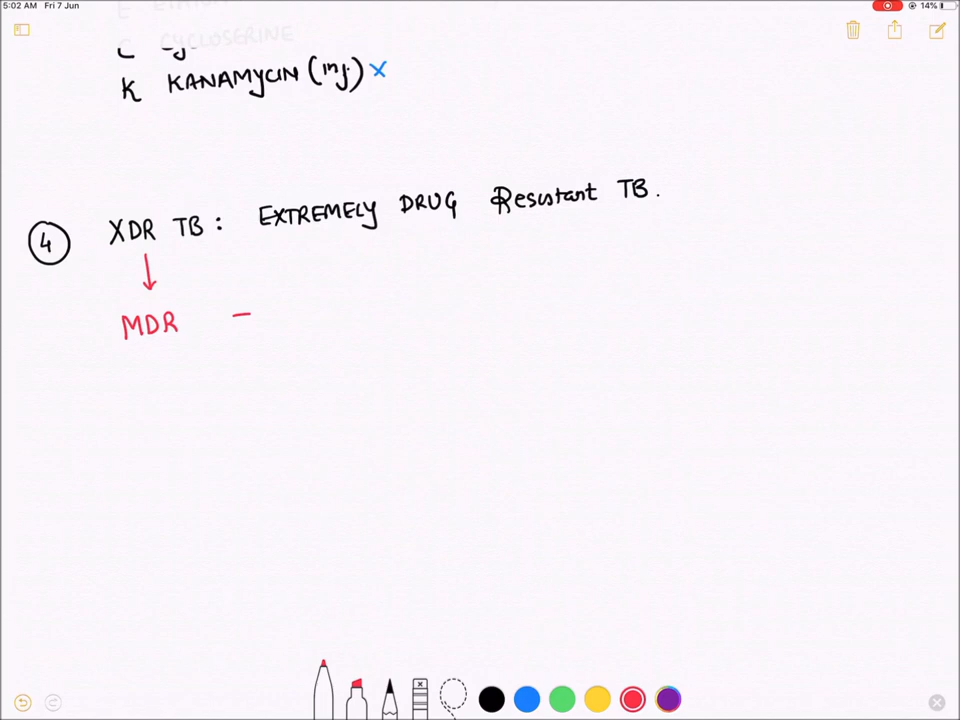 5:02 AM Fri 7 Jun 14%
CYCLOSERINE
K KANAMYCIN (inj.) X
4 XDR TB : EXTREMELY DRUG Resistant TB.
MDR –